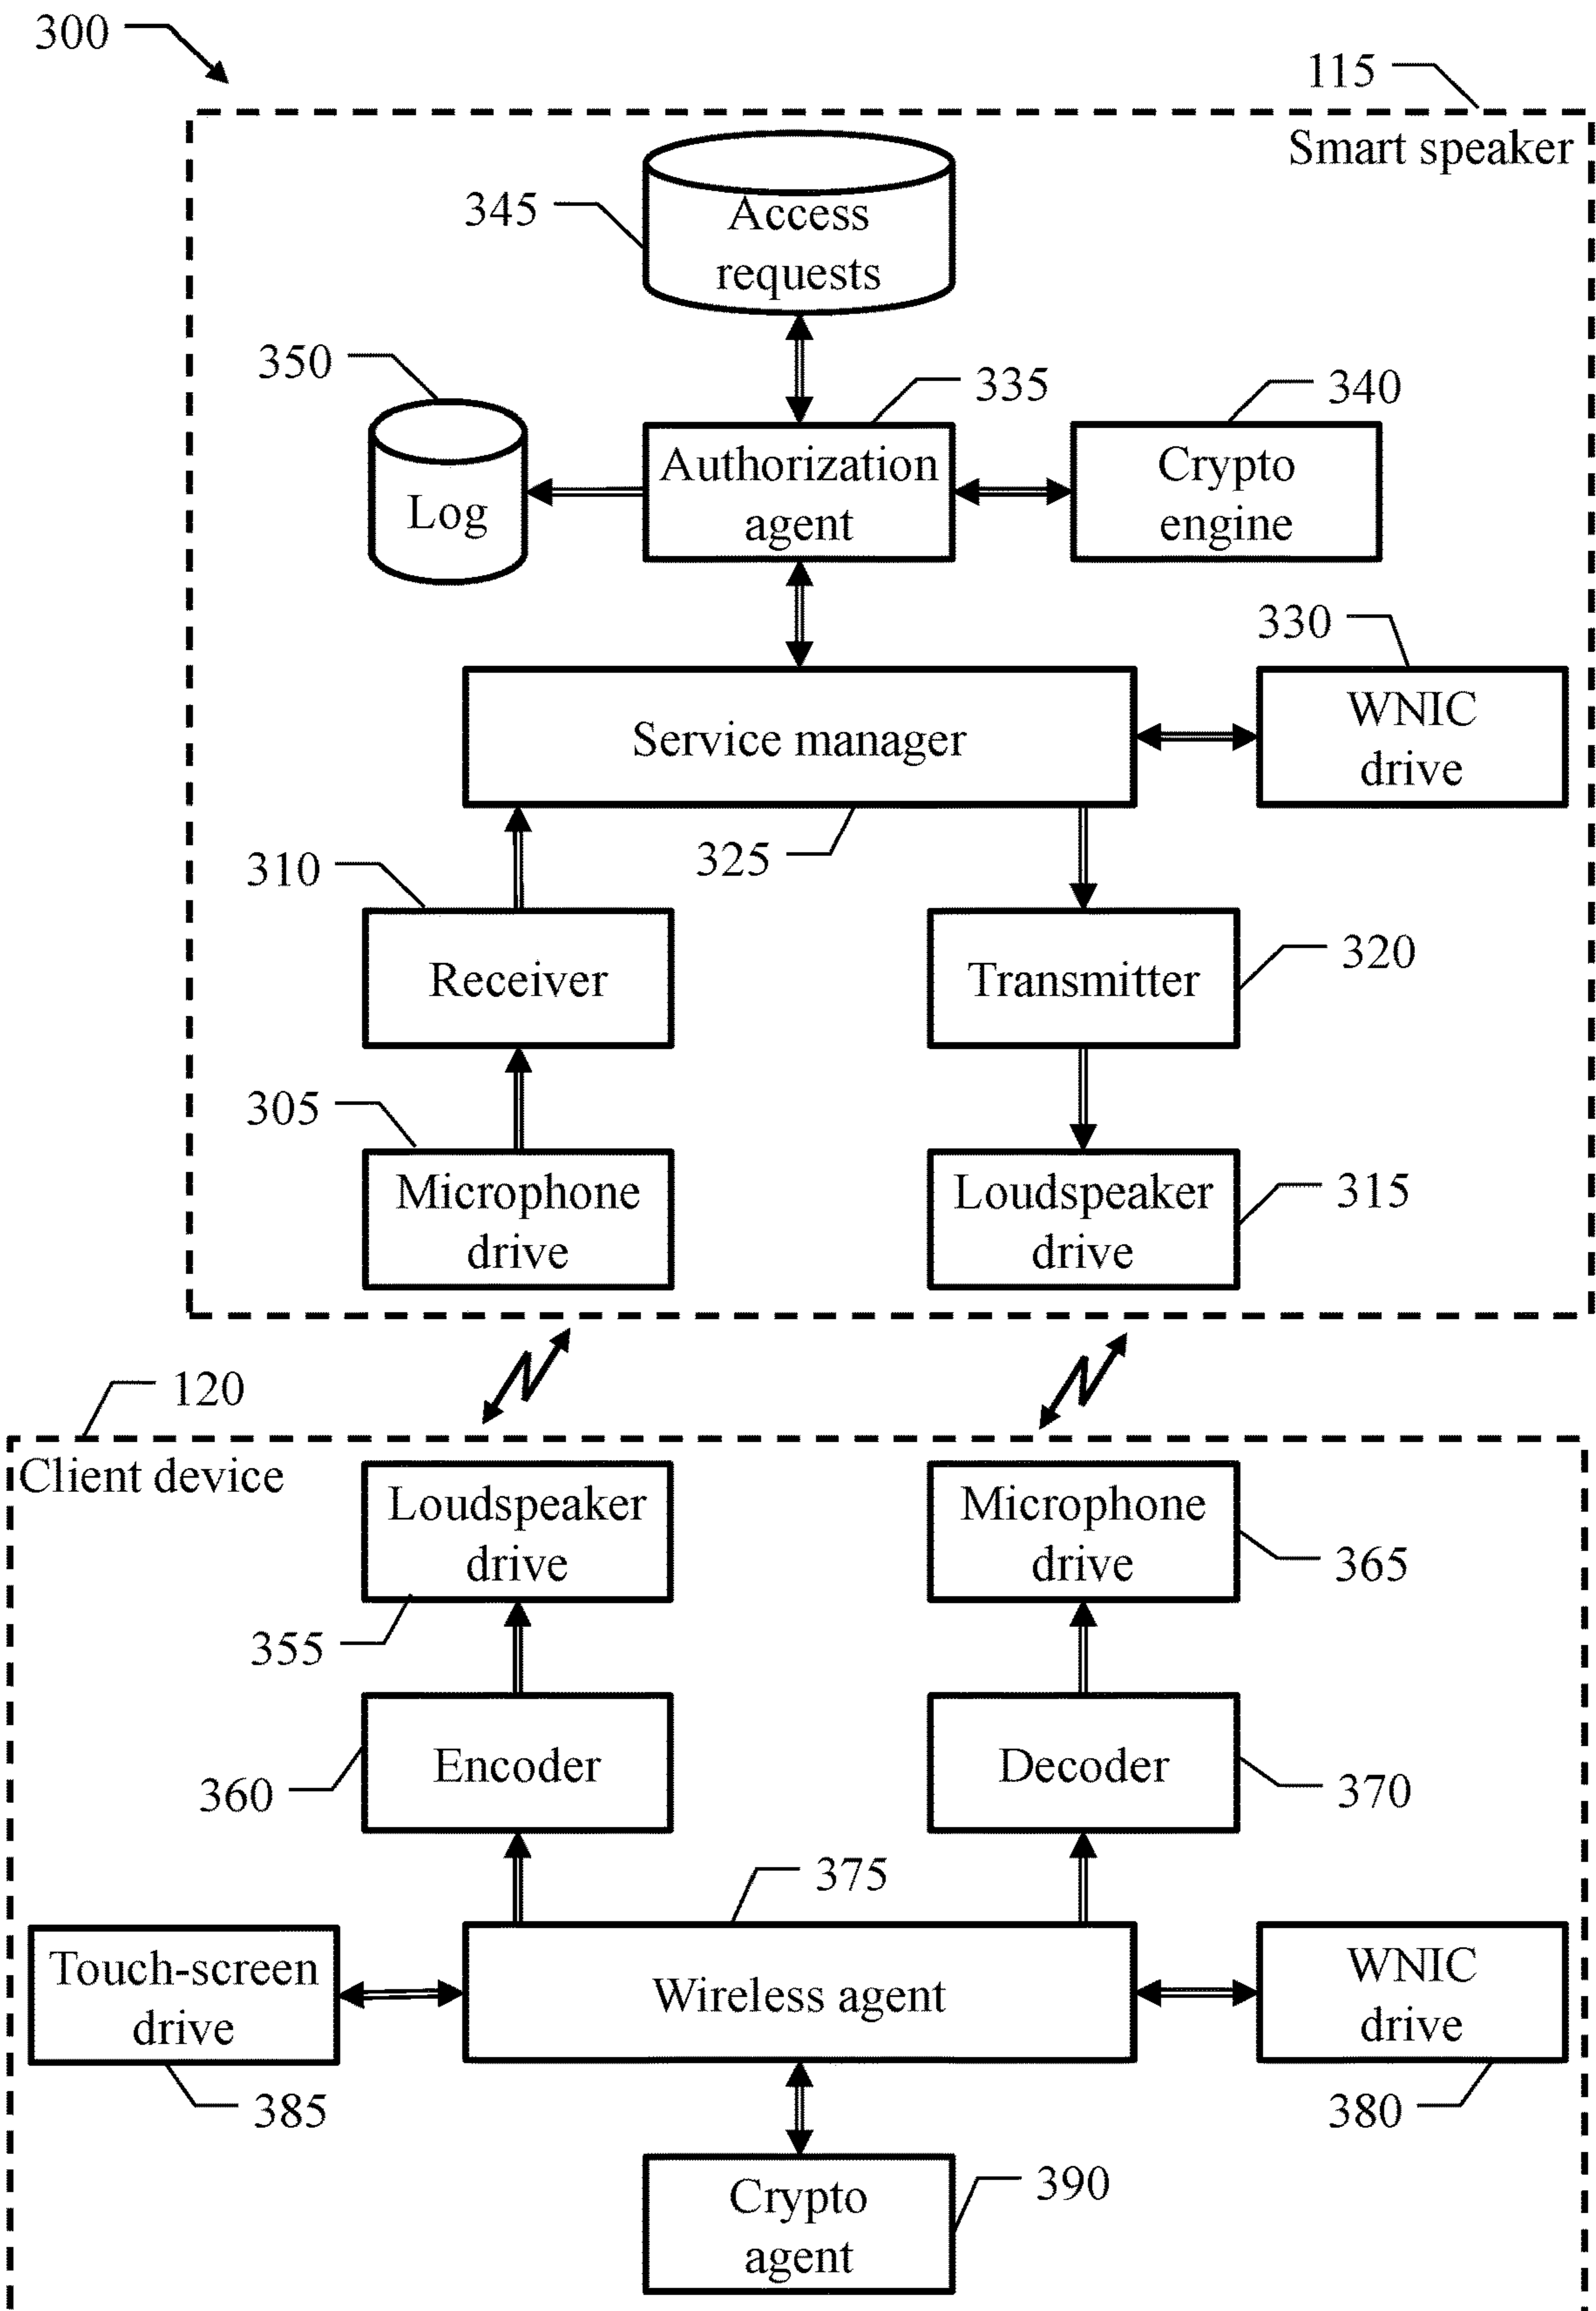 300
115
Smart speaker
345
Access
requests
350
335
340
Authorization
agent
Crypto
engine
Log
330
Service manager
WNIC
drive
325
310
Receiver
Transmitter
320
305
Microphone
drive
Loudspeaker
drive
315
120
Client device
Loudspeaker
drive
Microphone
drive
365
355
360
Encoder
Decoder
370
375
Touch-screen
drive
Wireless agent
WNIC
drive
385
380
Crypto
agent
390